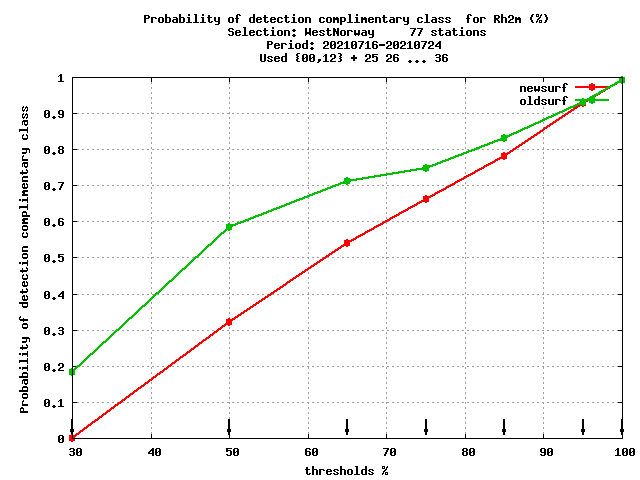 Probability of detection complimentary class  for Rh2m (%)
Selection: WestNorway     77 stations
Period: 20210716-20210724
Used {00,12} + 25 26 ... 36
newsurf
oldsurf
Probability of detection complimentary class
1
0.9
0.8
0.7
0.6
0.5
0.4
0.3
0.2
0.1
0
30 40 50 60 70 80 90 100
thresholds %